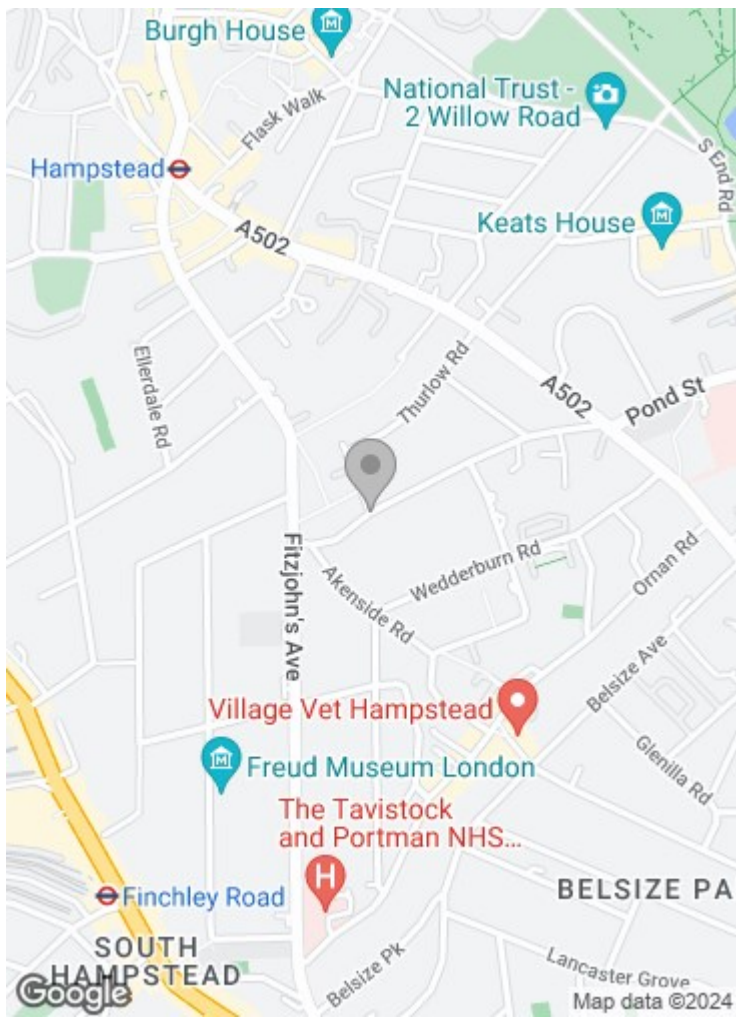 Burgh House
Flask Walk
National Trust -
2 Willow Road
Hampstead
S End Rd
Keats House
A502
Ellerdale Rd
Thurlow Rd
A502
Pond St
Fitzjohn's Ave
Wedderburn Rd
Ornan Rd
Akenside Rd
Belsize Ave
Village Vet Hampstead
Glenilla Rd
Freud Museum London
The Tavistock
and Portman NHS...
H
Finchley Road
BELSIZE PA
SOUTH
HAMPSTEAD
Belsize Pk
Lancaster Grove
Google
Map data ©2024